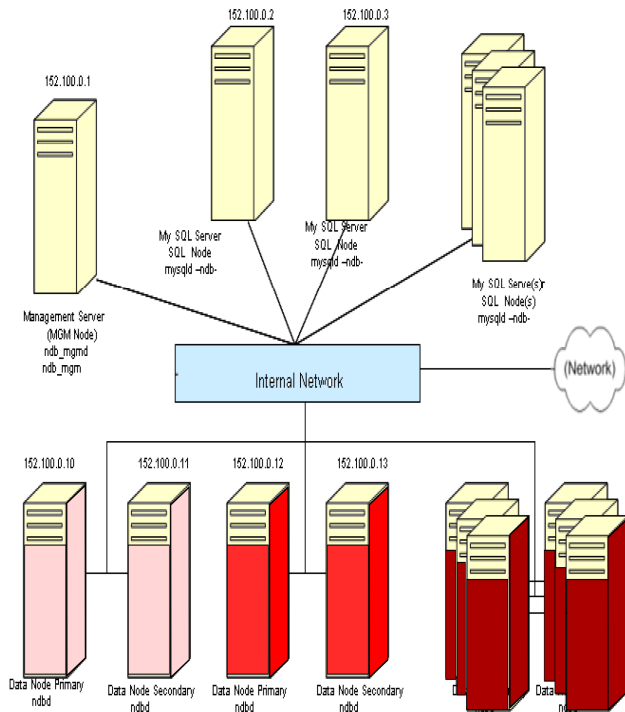 152.100.0.2
152.100.0.3
152.100.0.1
My SQL Server
SQL Node
mysqld –ndb-
My SQL Server
SQL Node
mysqld –ndb-
My SQL Serve(s)r
SQL Node(s)
mysqld –ndb-
Management Server
(MGM Node)
ndb_mgmd
ndb_mgm
Internal Network
(Network)
152.100.0.10
152.100.0.11
152.100.0.12
152.100.0.13
Data Node Primary
ndbd
Data Node Secondary
ndbd
Data Node Primary
ndbd
Data Node Secondary
ndbd